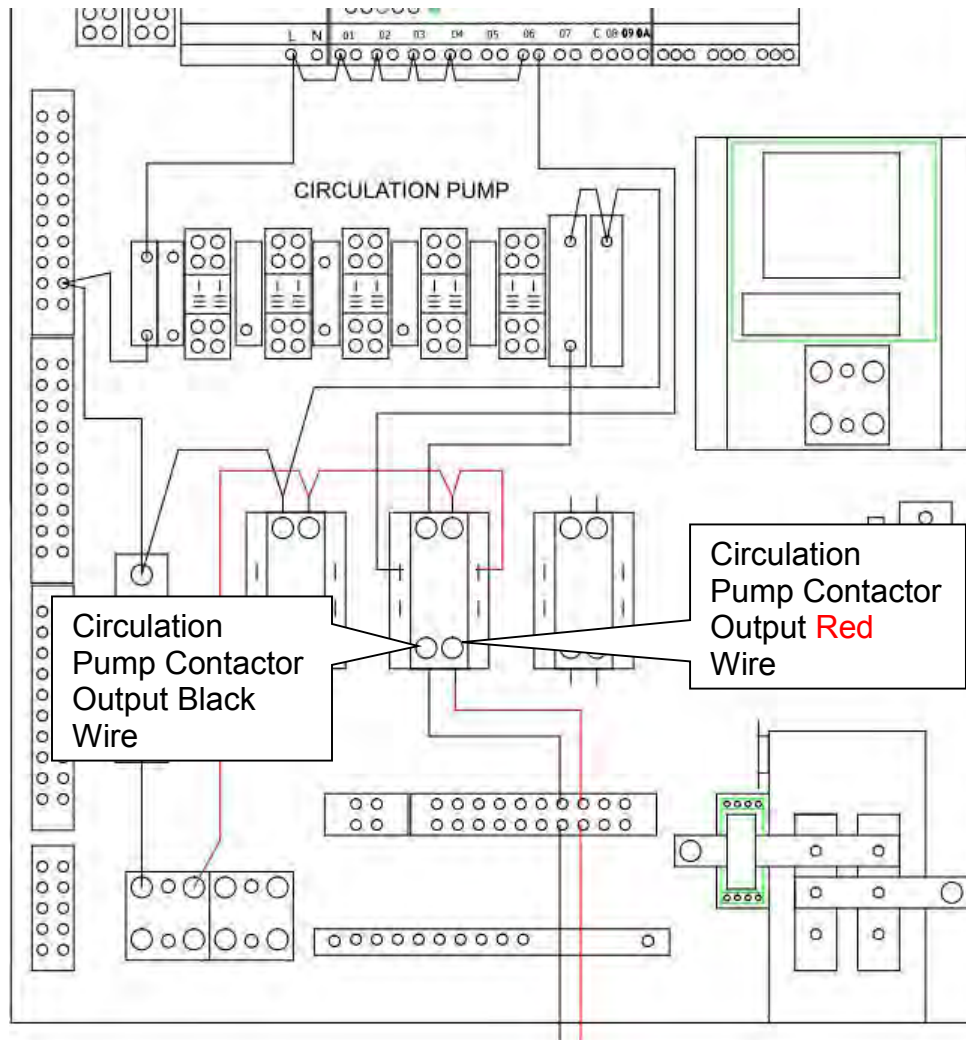 L N 01 02 03 04 05 06 07 C 08 09 0A
CIRCULATION PUMP
Circulation
Pump Contactor
Output Black
Wire
Circulation
Pump Contactor
Output Red
Wire